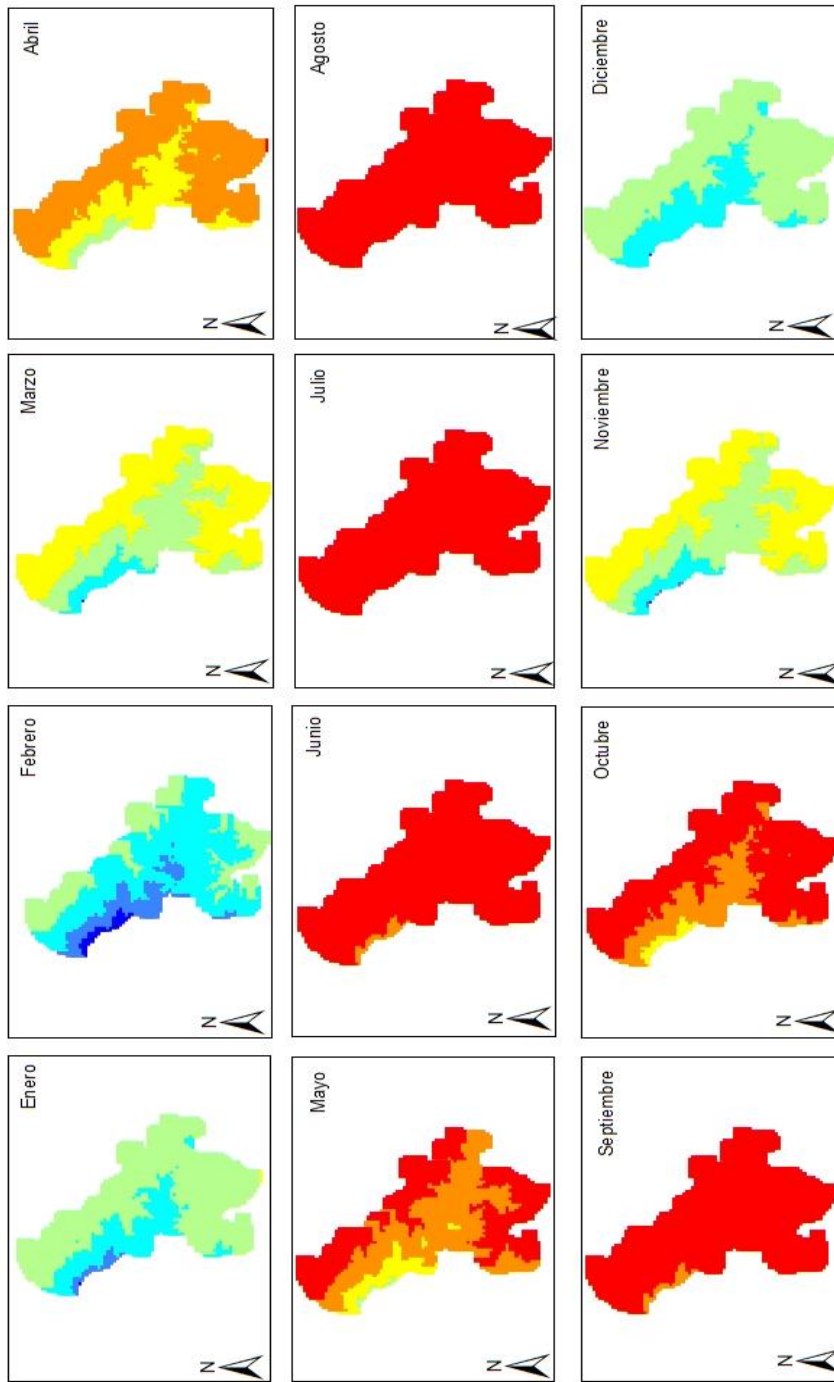 Enero
N
Febrero
N
Marzo
N
Abril
N
Mayo
N
Junio
N
Julio
N
Agosto
N
Septiembre
N
Octubre
N
Noviembre
N
Diciembre
N